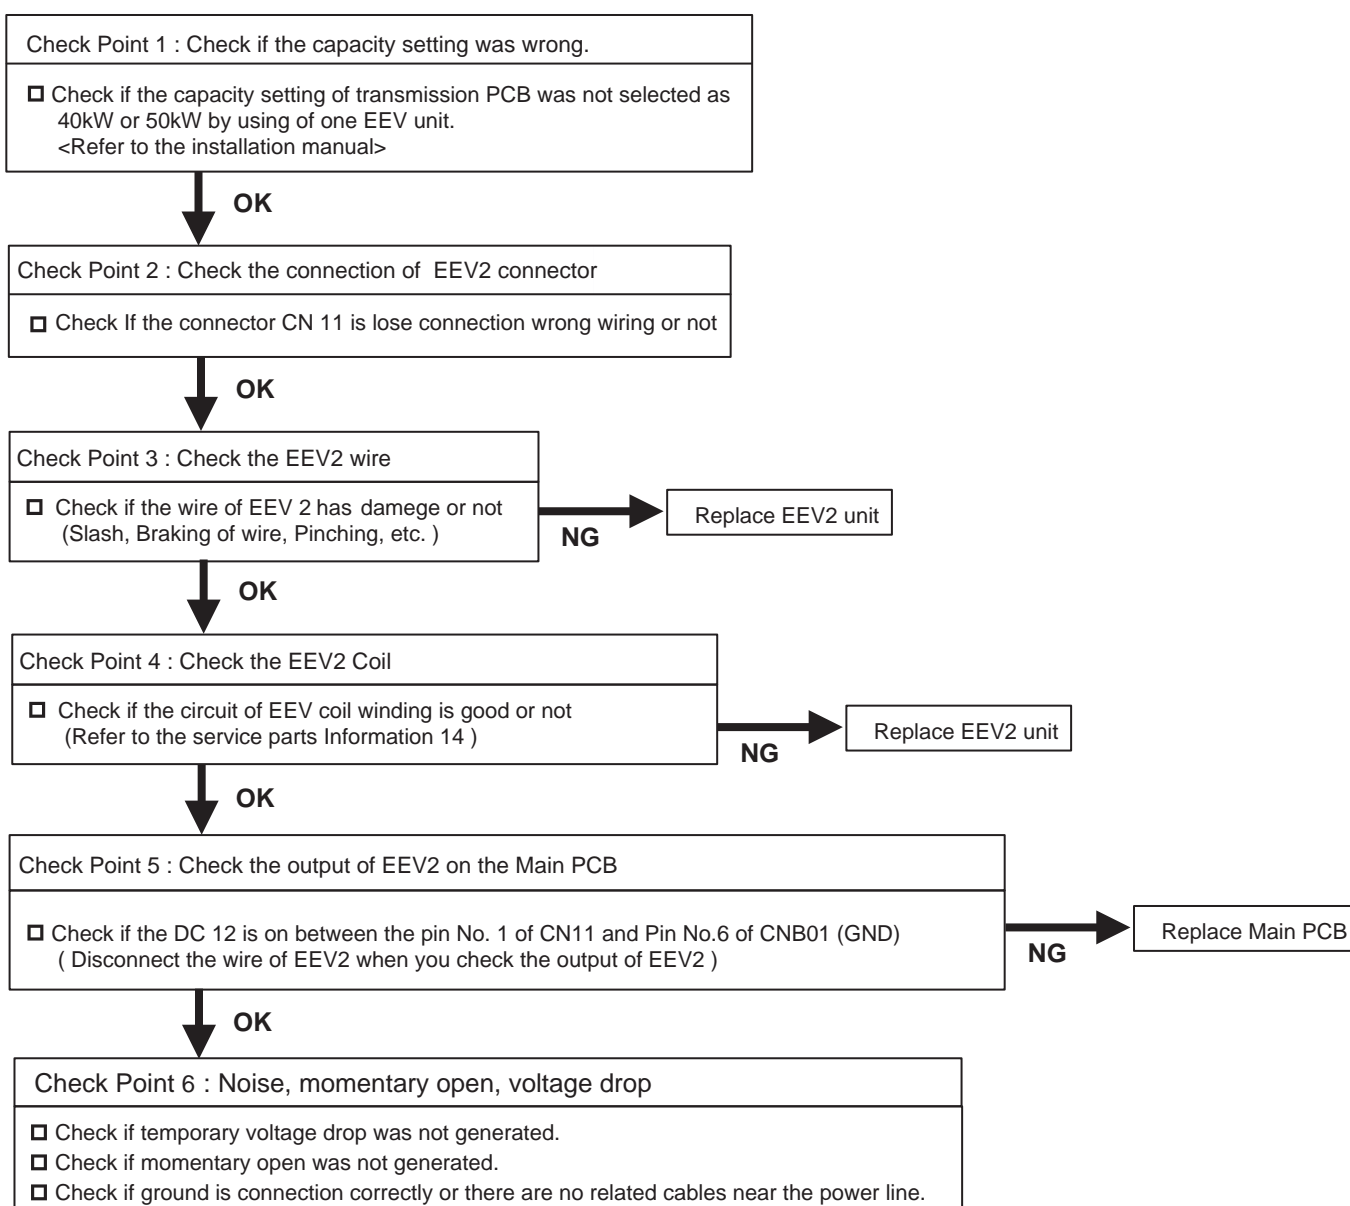 Check Point 1 : Check if the capacity setting was wrong.
Check if the capacity setting of transmission PCB was not selected as
40kW or 50kW by using of one EEV unit.
<Refer to the installation manual>
OK
Check Point 2 : Check the connection of EEV2 connector
Check If the connector CN 11 is lose connection wrong wiring or not
OK
Check Point 3 : Check the EEV2 wire
Check if the wire of EEV 2 has damege or not
(Slash, Braking of wire, Pinching, etc. )
NG
Replace EEV2 unit
OK
Check Point 4 : Check the EEV2 Coil
Check if the circuit of EEV coil winding is good or not
(Refer to the service parts Information 14 )
NG
Replace EEV2 unit
OK
Check Point 5 : Check the output of EEV2 on the Main PCB
Check if the DC 12 is on between the pin No. 1 of CN11 and Pin No.6 of CNB01 (GND)
( Disconnect the wire of EEV2 when you check the output of EEV2 )
NG
Replace Main PCB
OK
Check Point 6 : Noise, momentary open, voltage drop
Check if temporary voltage drop was not generated.
Check if momentary open was not generated.
Check if ground is connection correctly or there are no related cables near the power line.